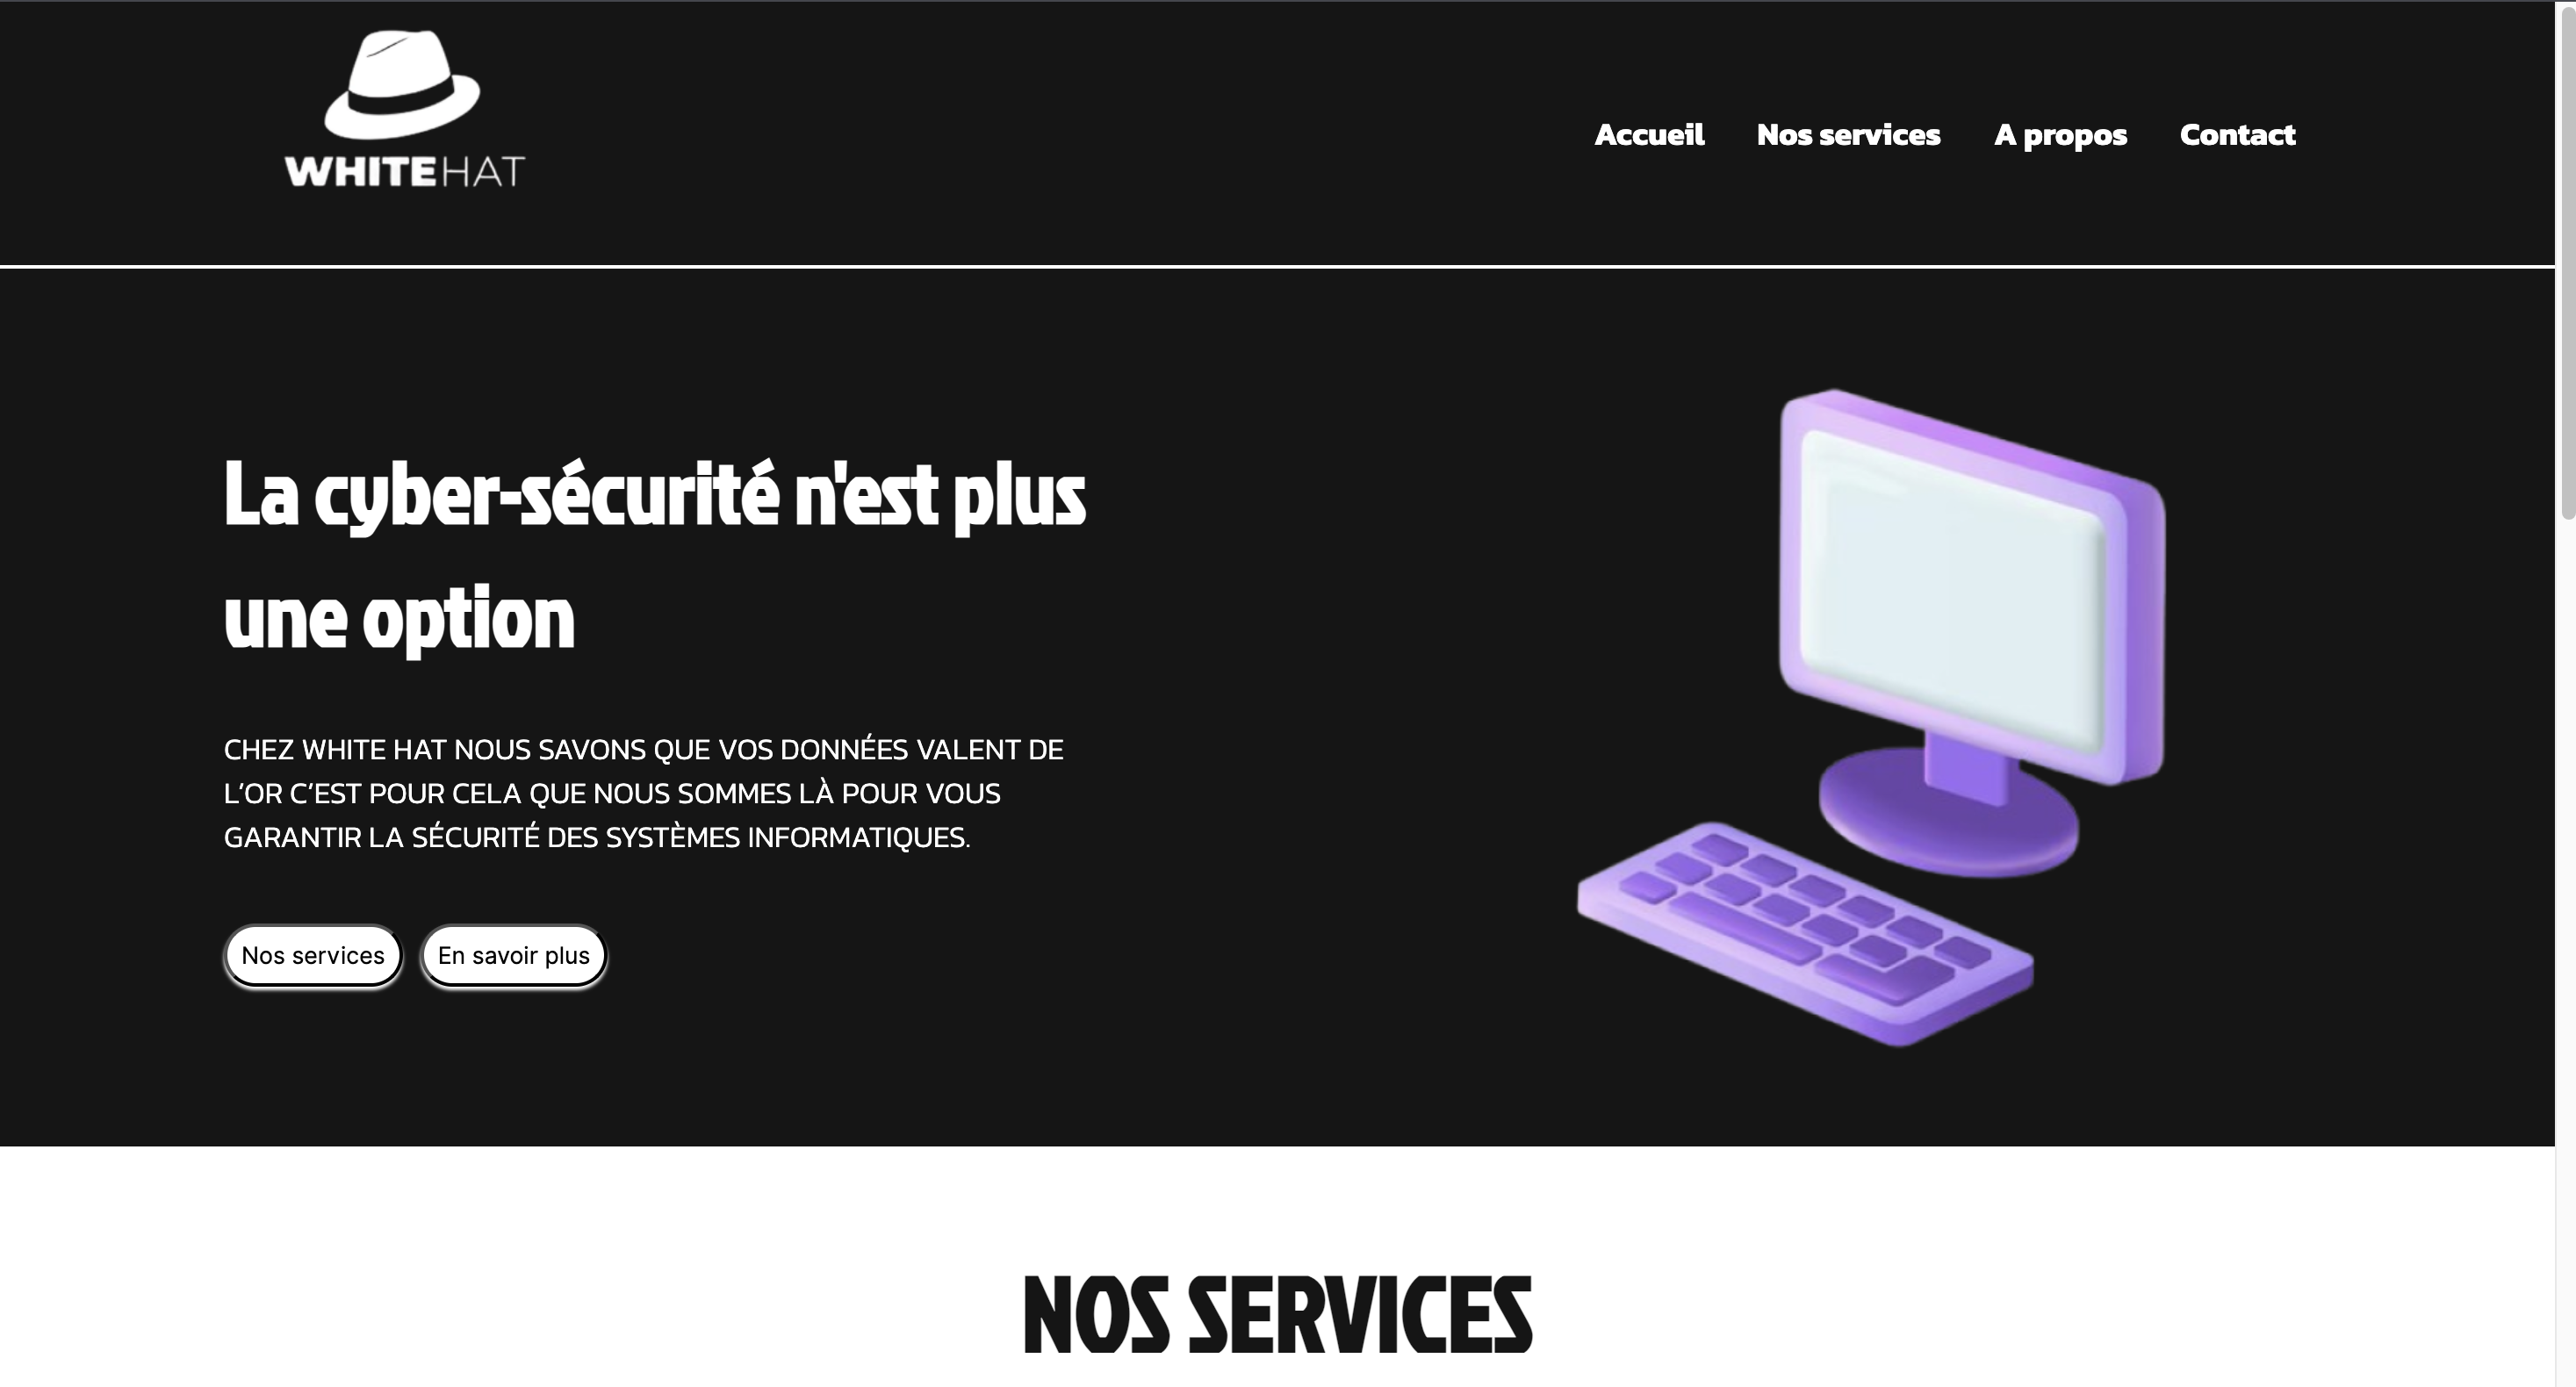 WHITEHAT
Accueil Nos services A propos Contact
La cyber-sécurité n'est plus
une option
CHEZ WHITE HAT NOUS SAVONS QUE VOS DONNÉES VALENT DE
L’OR C’EST POUR CELA QUE NOUS SOMMES LÀ POUR VOUS
GARANTIR LA SÉCURITÉ DES SYSTÈMES INFORMATIQUES.
Nos services En savoir plus
NOS SERVICES